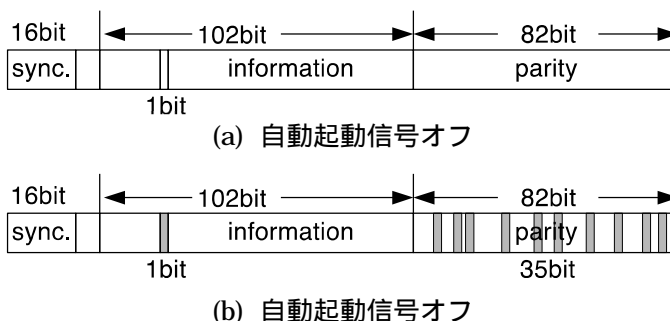 16bit 102bit 82bit
sync. information parity
1bit
(a) 自動起動信号オフ
16bit 102bit 82bit
sync. information parity
1bit 35bit
(b) 自動起動信号オフ